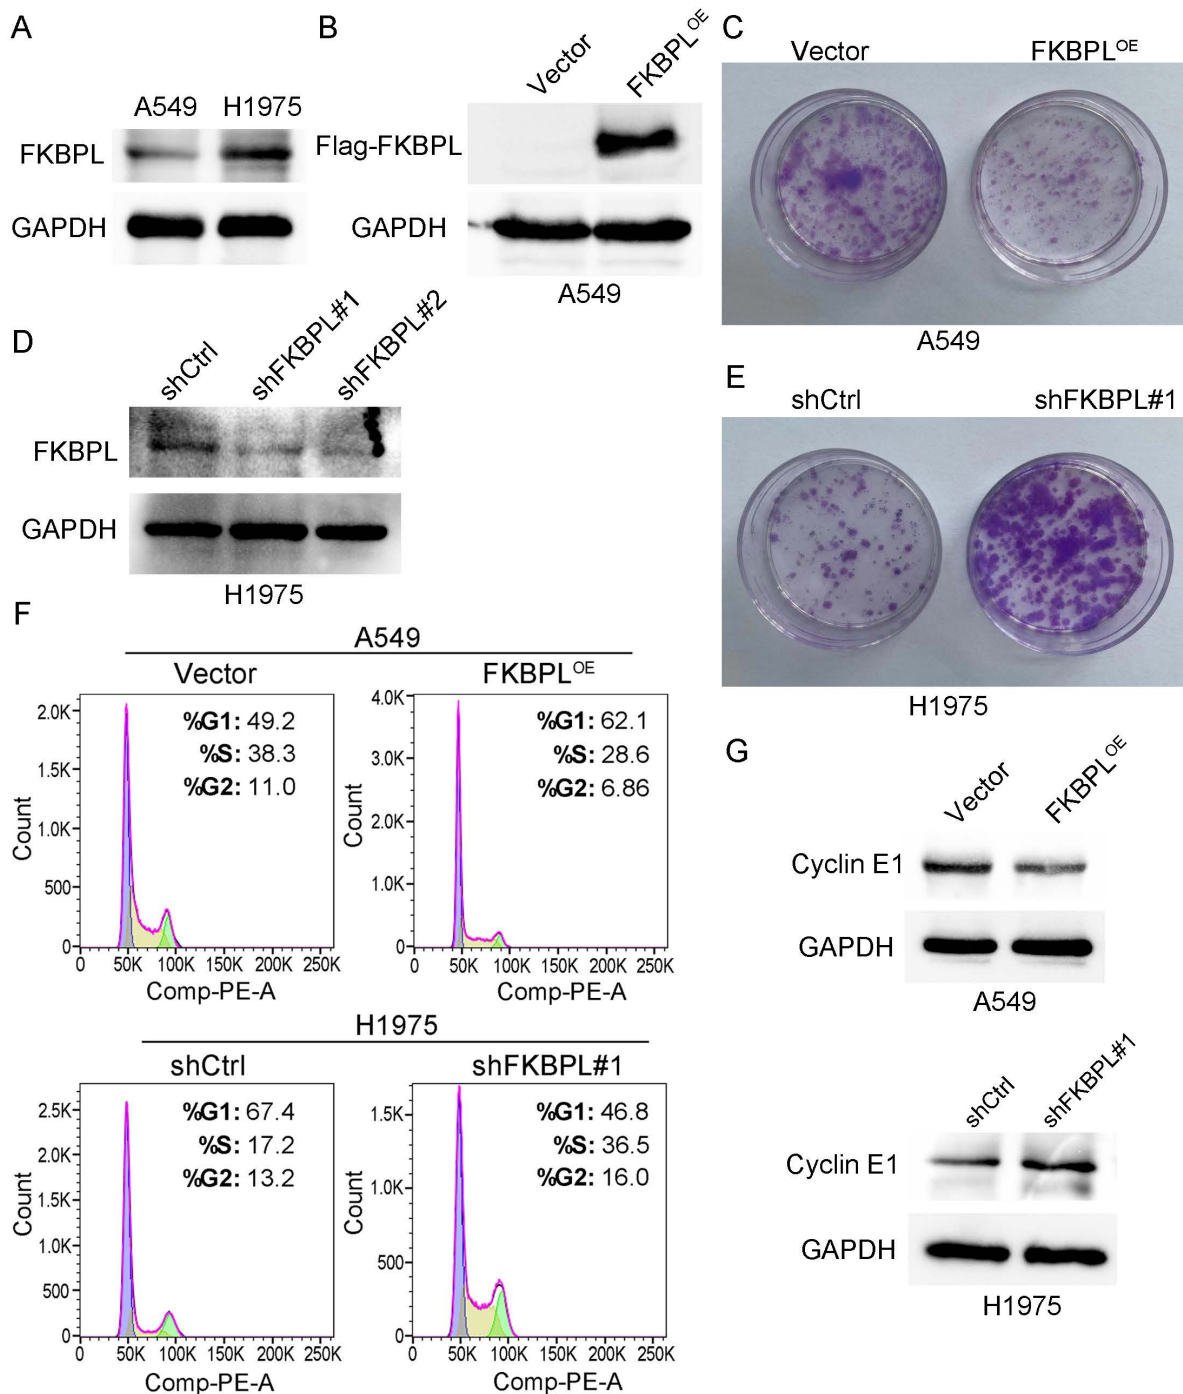 A
A549 H1975
FKBPL
GAPDH
B
Vector FKBPL^OE
Flag-FKBPL
GAPDH
A549
C
Vector FKBPL^OE
A549
D
shCtrl shFKBPL#1 shFKBPL#2
FKBPL
GAPDH
H1975
E
shCtrl shFKBPL#1
H1975
F
A549
Vector
%G1: 49.2
%S: 38.3
%G2: 11.0
2.0K
1.5K
1.0K
500
0
Count
0 50K 100K 150K 200K 250K
Comp-PE-A
FKBPL^OE
%G1: 62.1
%S: 28.6
%G2: 6.86
4.0K
3.0K
2.0K
1.0K
0
Count
0 50K 100K 150K 200K 250K
Comp-PE-A
H1975
shCtrl
%G1: 67.4
%S: 17.2
%G2: 13.2
2.5K
2.0K
1.5K
1.0K
500
0
Count
0 50K 100K 150K 200K 250K
Comp-PE-A
shFKBPL#1
%G1: 46.8
%S: 36.5
%G2: 16.0
1.5K
1.0K
500
0
Count
0 50K 100K 150K 200K 250K
Comp-PE-A
G
Vector FKBPL^OE
Cyclin E1
GAPDH
A549
shCtrl shFKBPL#1
Cyclin E1
GAPDH
H1975